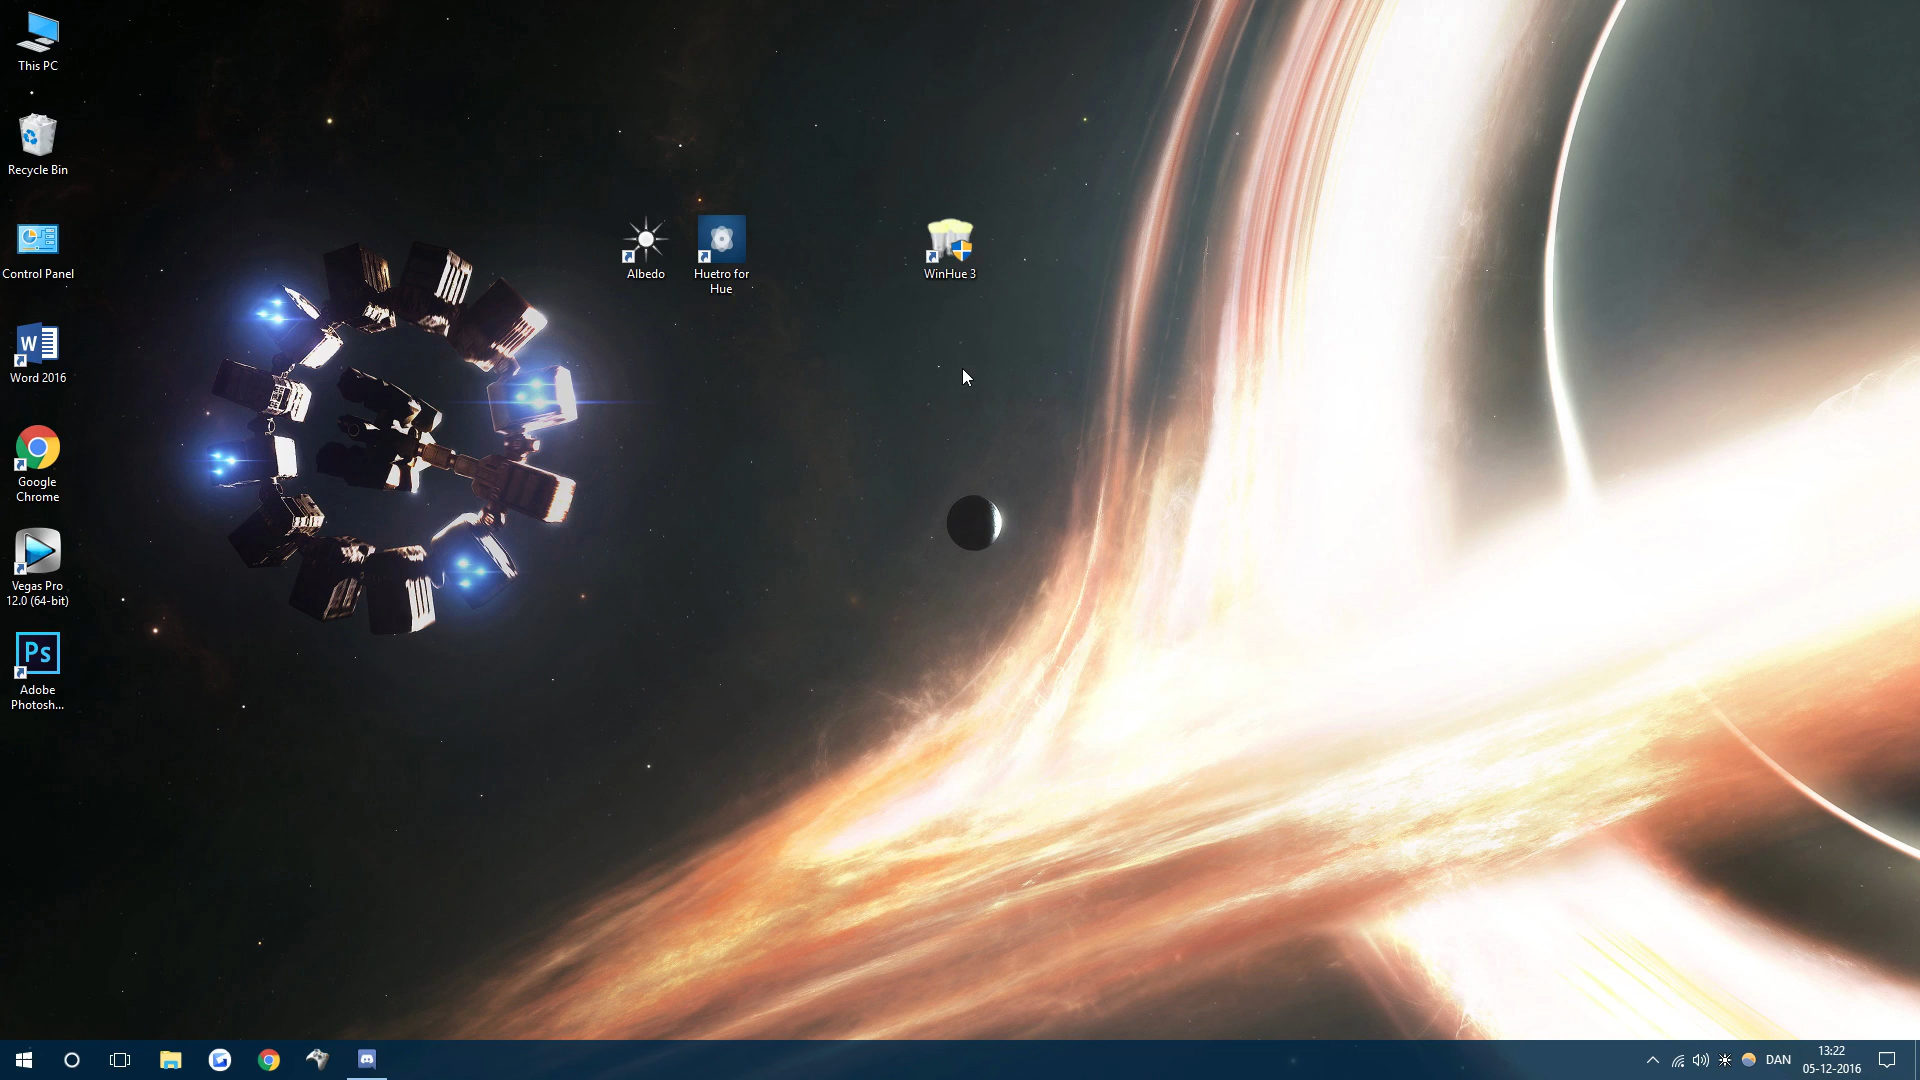 This PC
Recycle Bin
Control Panel
W
Word 2016
Google
Chrome
Vegas Pro
12.0 (64-bit)
Ps
Adobe
Photosh...
Albedo
Huetro for
Hue
WinHue 3
DAN
13:22
05-12-2016